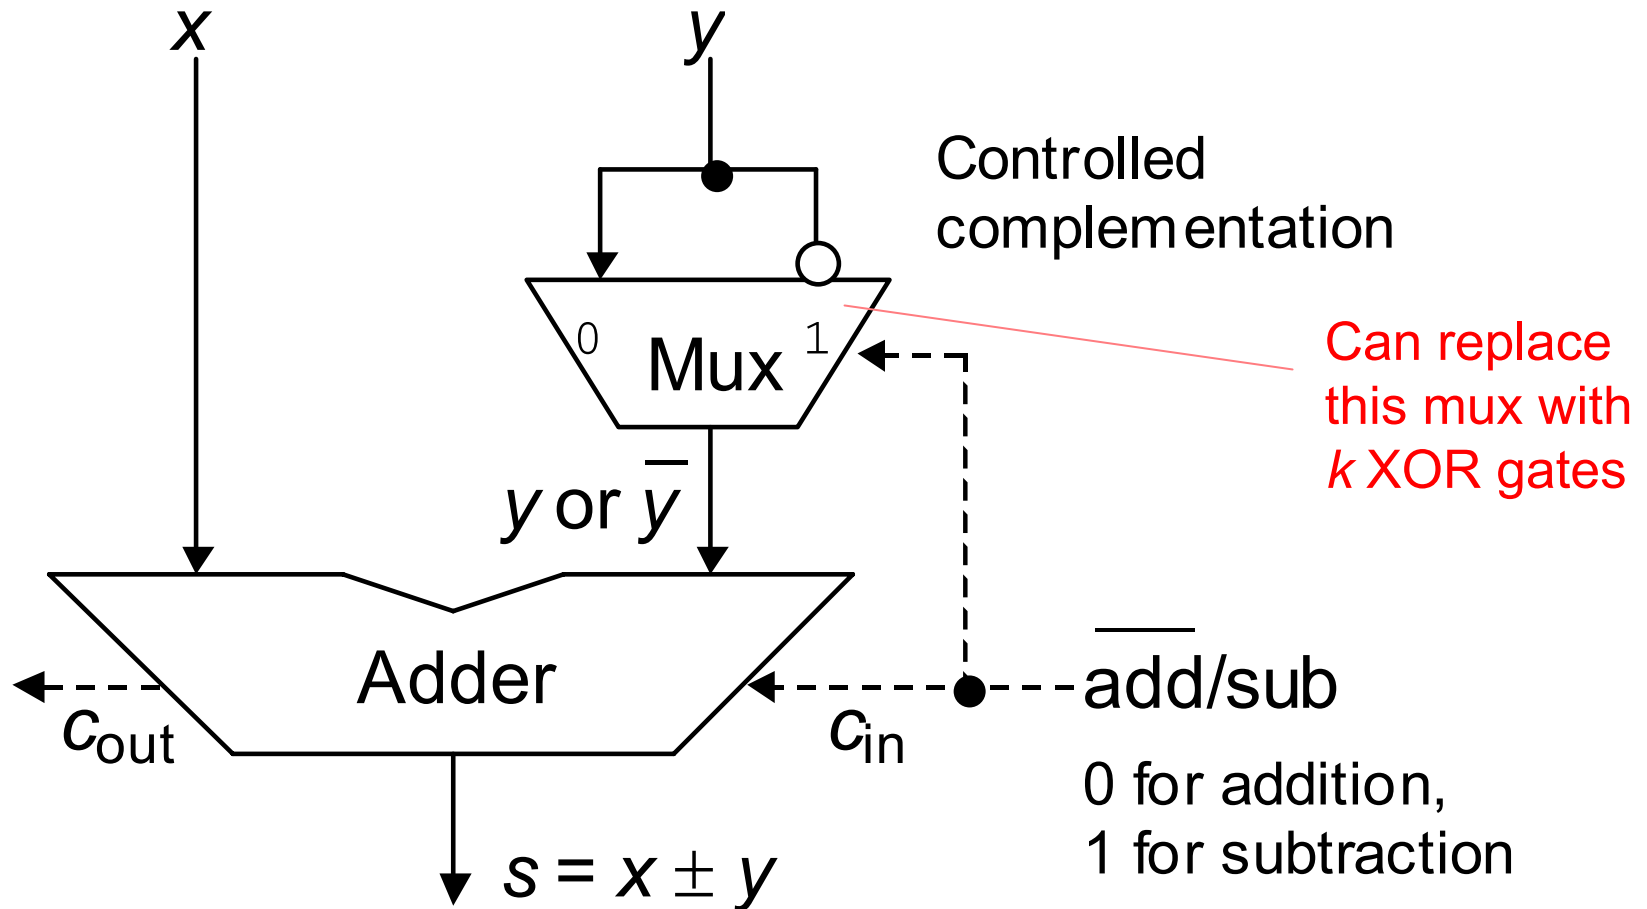 x
y
Controlled
complementation
0 Mux 1
Can replace
this mux with
k XOR gates
y or y̅
Adder
c_out
c_in
a̅d̅d̅/sub
0 for addition,
1 for subtraction
s = x ± y